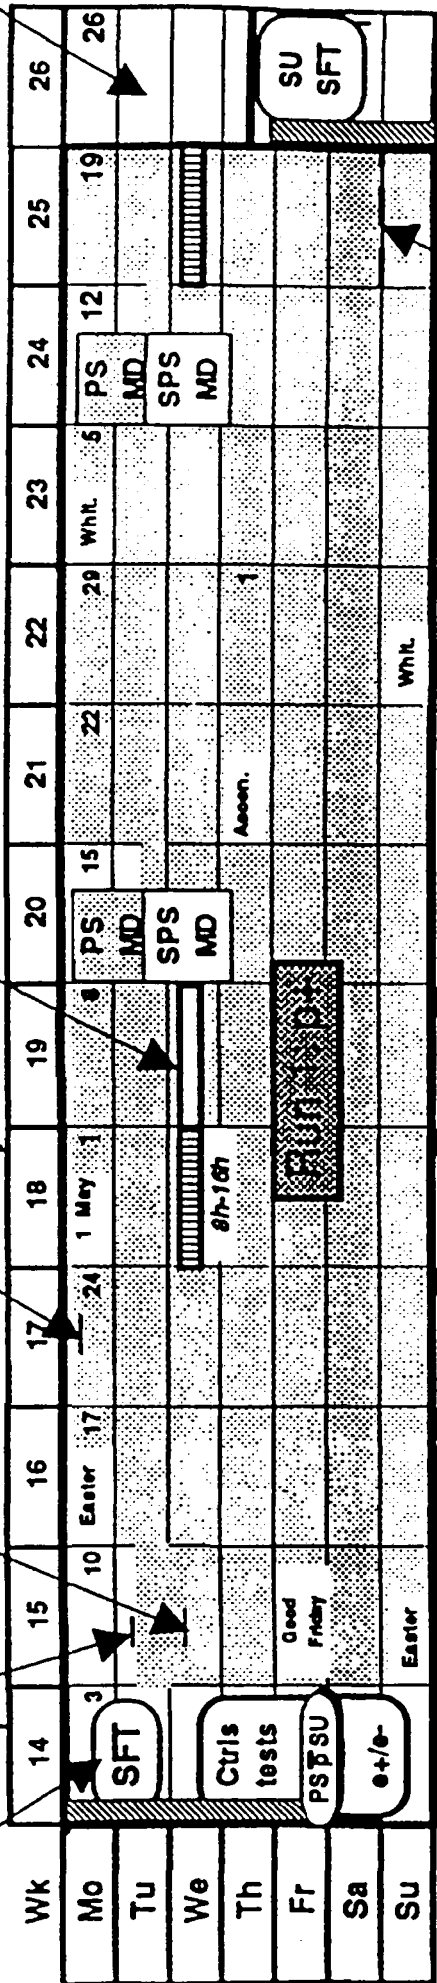 Wk 14 15 16 17 18 19 20 21 22 23 24 25 26
Mo 3 10 Easter 17 24 1 May 1 8 PS 15 22 29 Whit. 5 PS 12 19 26
Tu SFT MD MD
We 8h-16h SPS MD SPS MD
Th Ctrls tests Ascen. 1
Fr PS p̄ SU Good Friday Run p+ SU SFT 1
Sa e+/e-
Su Easter Whit.